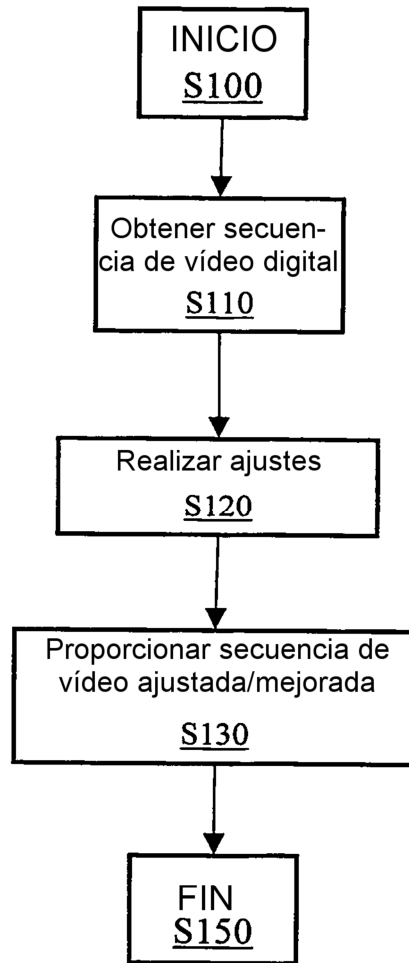 INICIO
S100
Obtener secuen-
cia de vídeo digital
S110
Realizar ajustes
S120
Proporcionar secuencia de
vídeo ajustada/mejorada
S130
FIN
S150